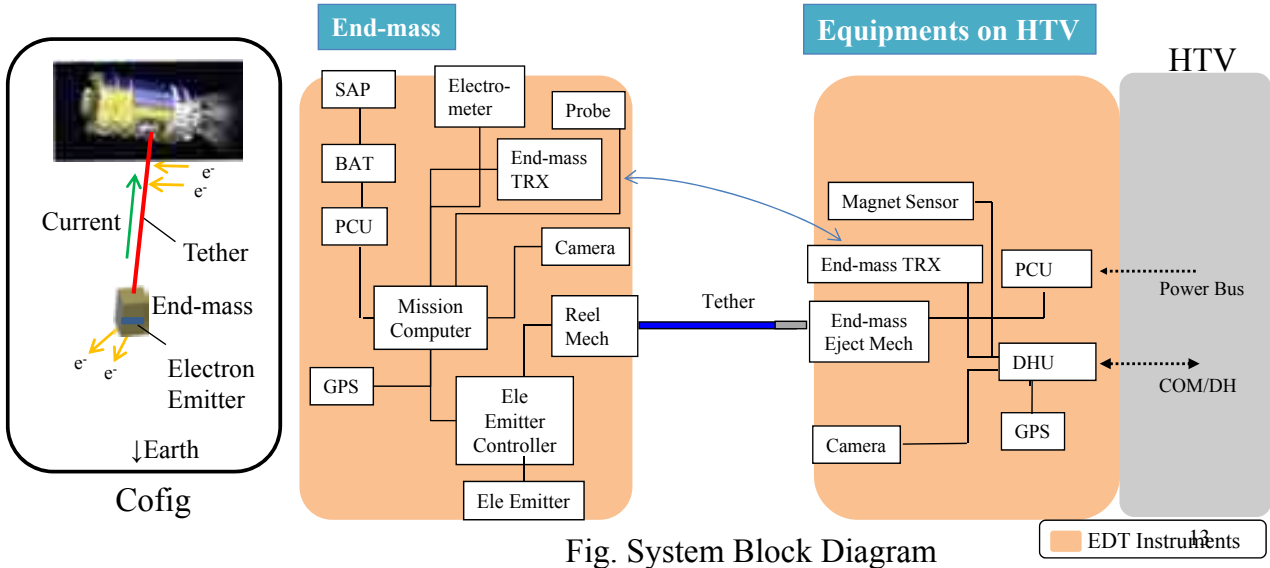 End-mass
Equipments on HTV
HTV
e-
e-
Current
Tether
End-mass
e-
e-
Electron
Emitter
↓Earth
Cofig
SAP
Electro-
meter
Probe
BAT
End-mass
TRX
PCU
Camera
Mission
Computer
Reel
Mech
GPS
Ele
Emitter
Controller
Ele Emitter
Tether
Magnet Sensor
End-mass TRX
PCU
Power Bus
End-mass
Eject Mech
DHU
COM/DH
Camera
GPS
EDT Instruments
13
Fig. System Block Diagram